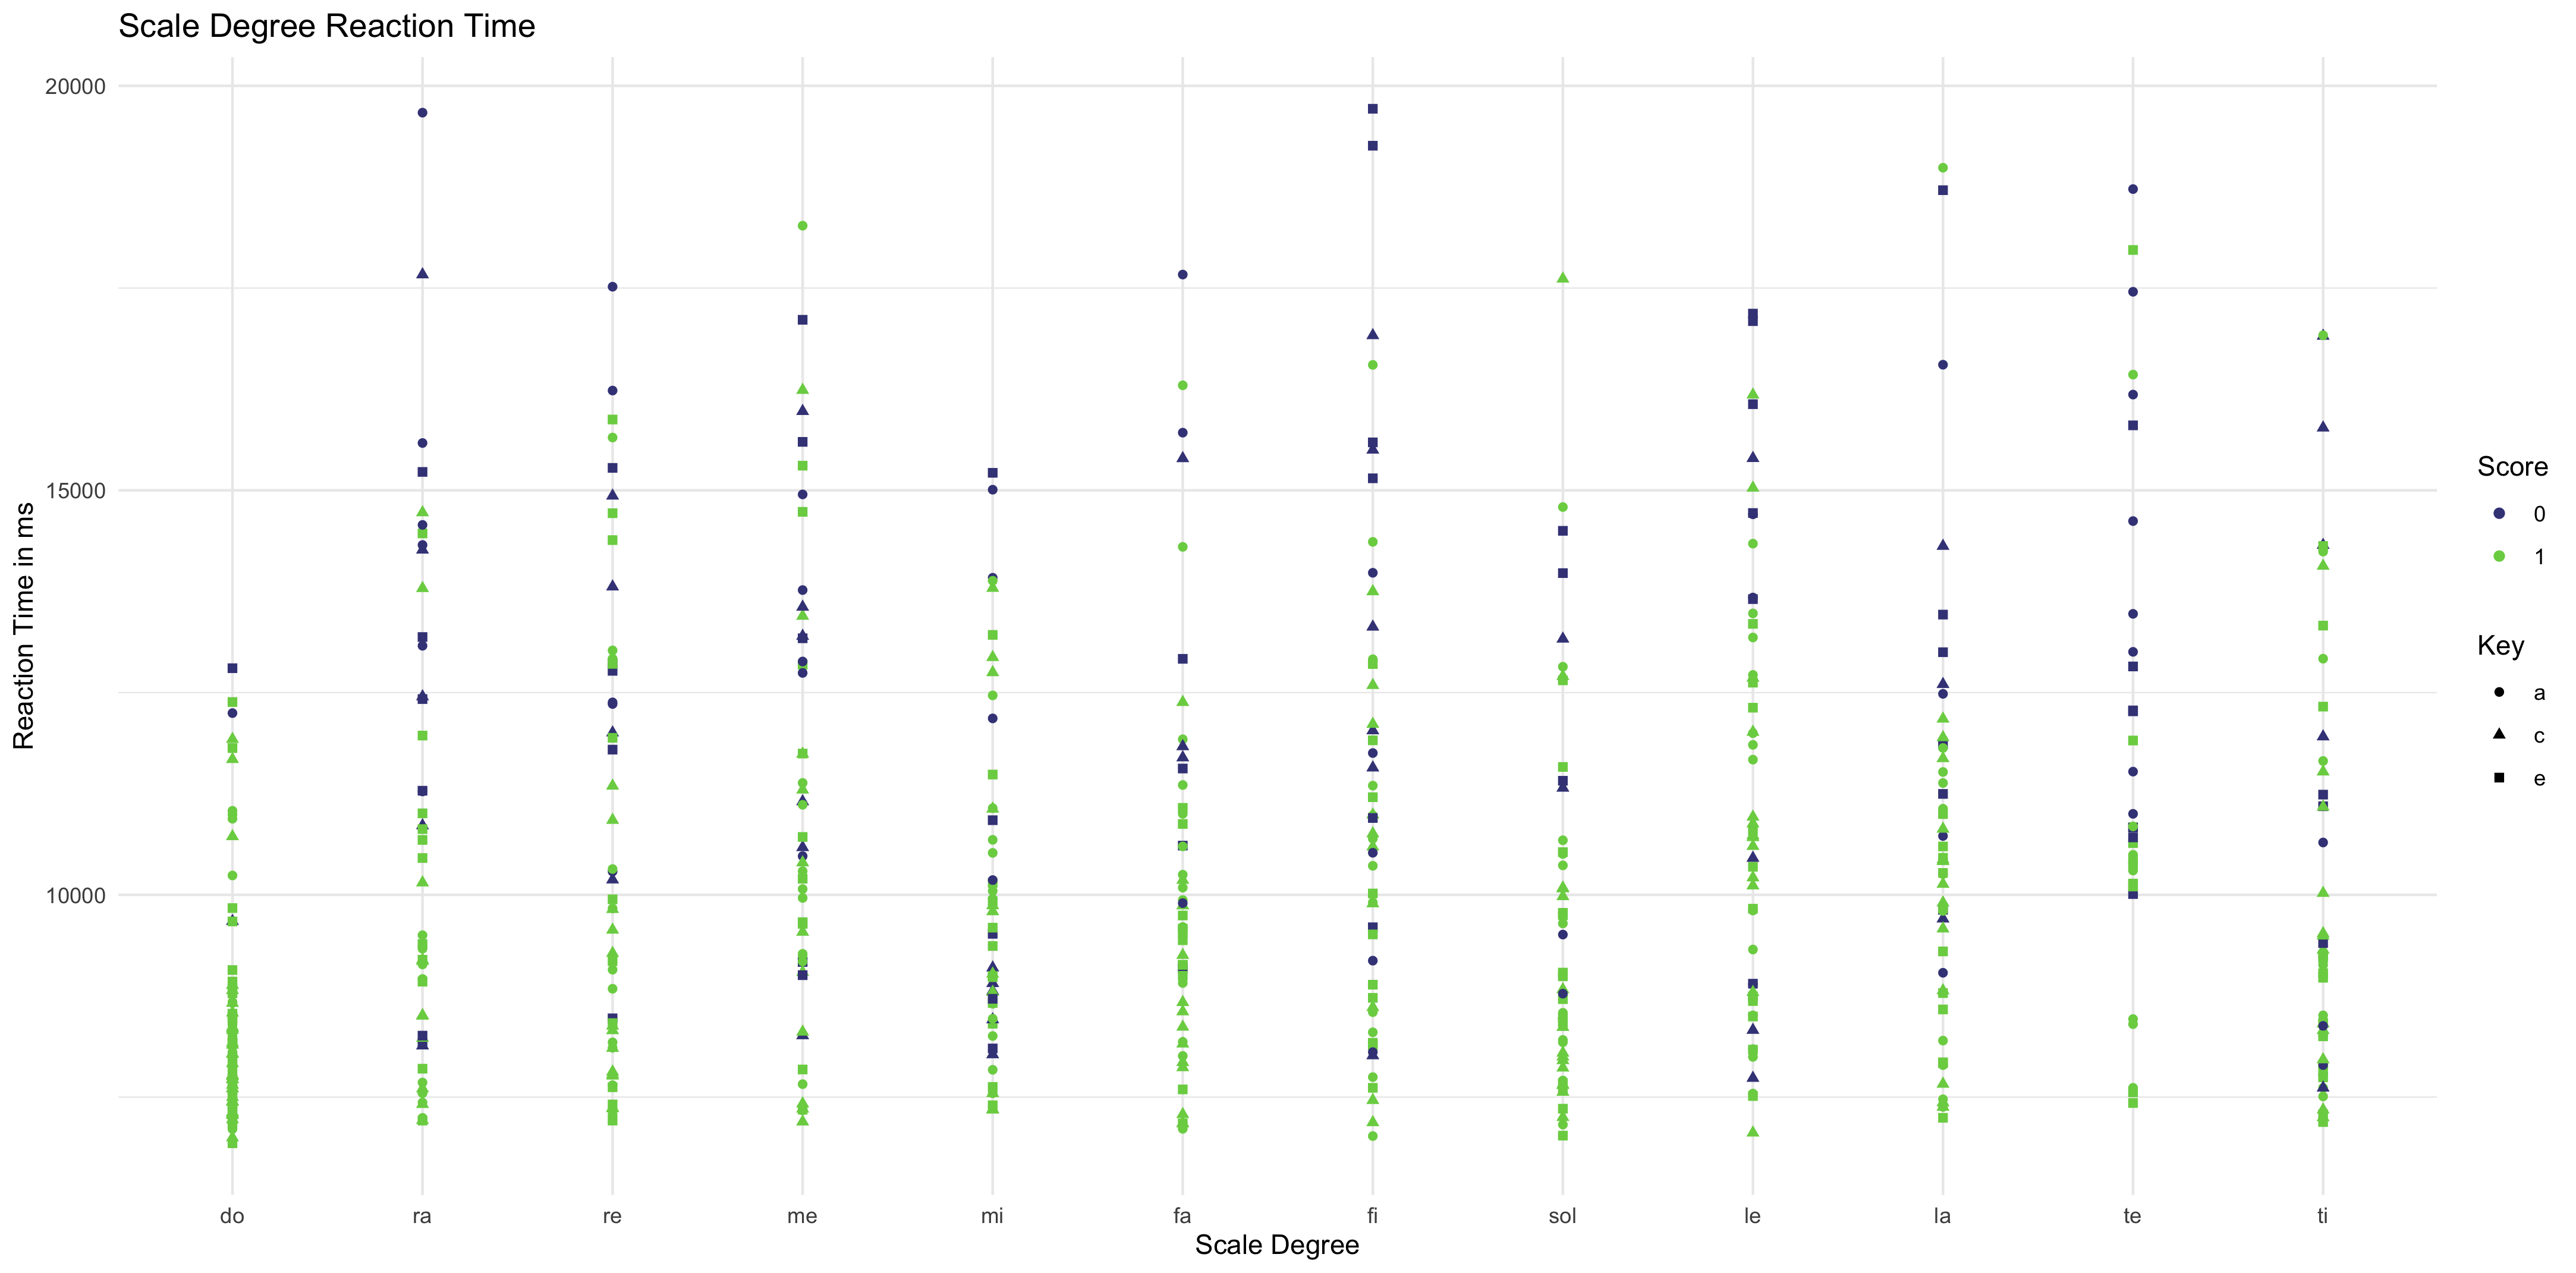 Scale Degree Reaction Time
20000
15000
10000
Reaction Time in ms
do ra re me mi fa fi sol le la te ti
Scale Degree
Score
0
1
Key
a
c
e